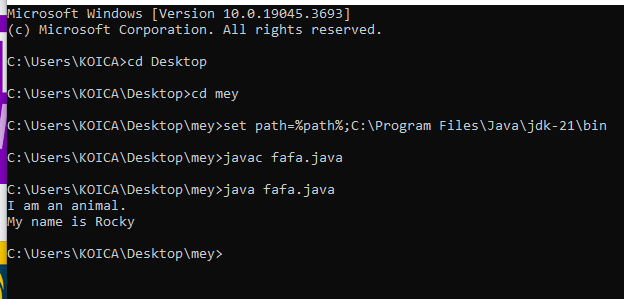 Microsoft Windows [Version 10.0.19045.3693]
(c) Microsoft Corporation. All rights reserved.
C:\Users\KOICA>cd Desktop
C:\Users\KOICA\Desktop>cd mey
C:\Users\KOICA\Desktop\mey>set path=%path%;C:\Program Files\Java\jdk-21\bin
C:\Users\KOICA\Desktop\mey>javac fafa.java
C:\Users\KOICA\Desktop\mey>java fafa.java
I am an animal.
My name is Rocky
C:\Users\KOICA\Desktop\mey>